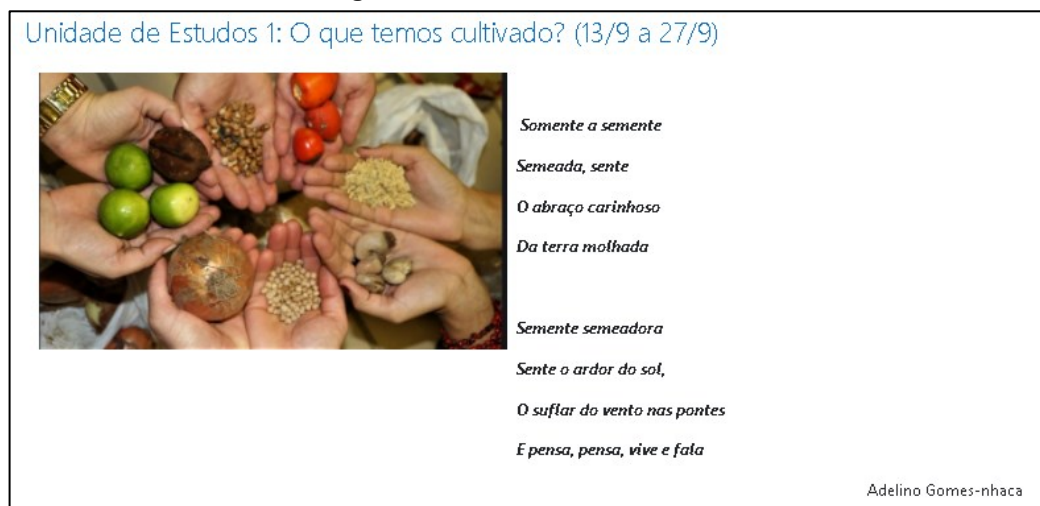 Unidade de Estudos 1: O que temos cultivado? (13/9 a 27/9)
Somente a semente
Semeada, sente
O abraço carinhoso
Da terra molhada
Semente semeadora
Sente o ardor do sol,
O suflar do vento nas pontes
E pensa, pensa, vive e fala
Adelino Gomes-nhaca